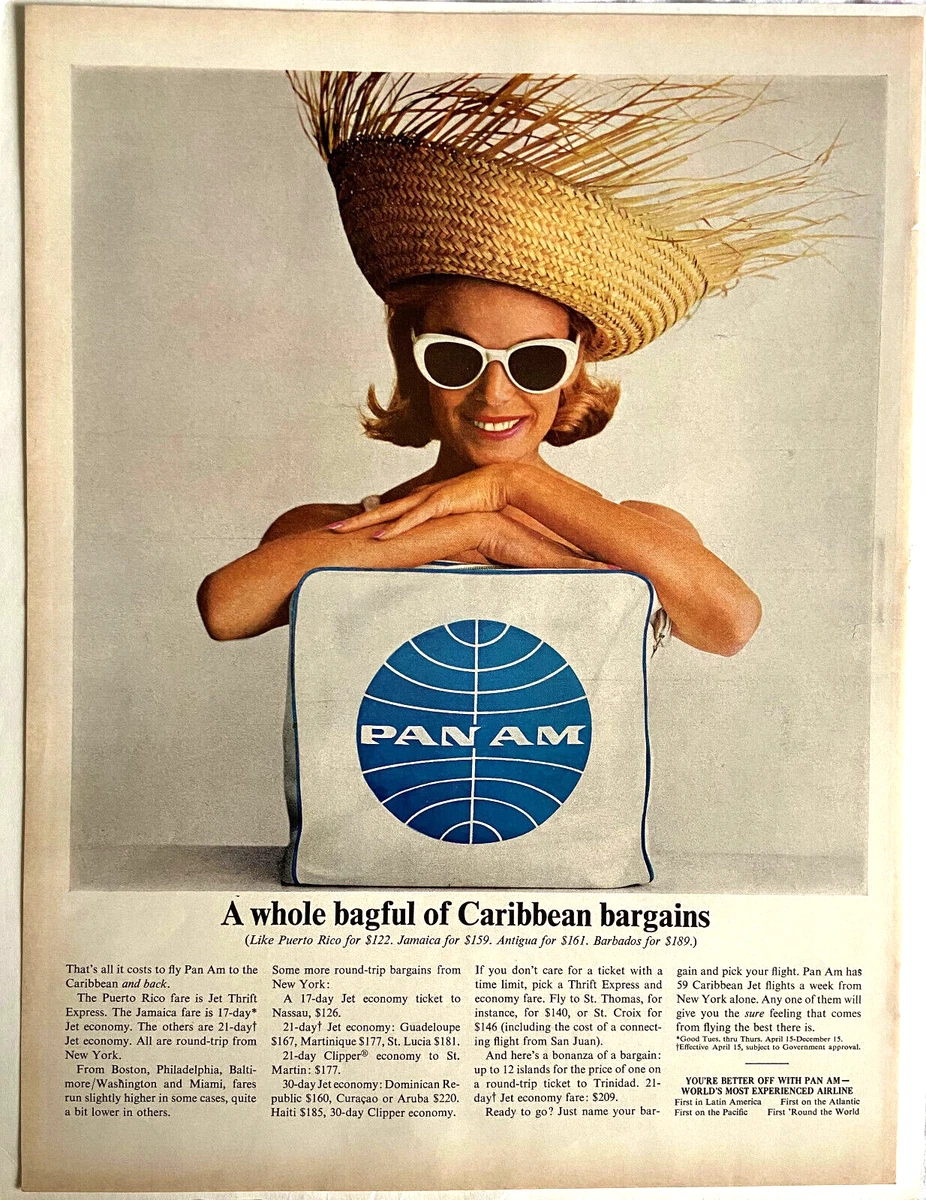 PAN AM
A whole bagful of Caribbean bargains
(Like Puerto Rico for $122. Jamaica for $159. Antigua for $161. Barbados for $189.)
That's all it costs to fly Pan Am to the
Caribbean and back.
The Puerto Rico fare is Jet Thrift
Express. The Jamaica fare is 17-day*
Jet economy. The others are 21-day†
Jet economy. All are round-trip from
New York.
From Boston, Philadelphia, Balti-
more/Washington and Miami, fares
run slightly higher in some cases, quite
a bit lower in others.
Some more round-trip bargains from
New York:
A 17-day Jet economy ticket to
Nassau, $126.
21-day† Jet economy: Guadeloupe
$167, Martinique $177, St. Lucia $181.
21-day Clipper® economy to St.
Martin: $177.
30-day Jet economy: Dominican Re-
public $160, Curaçao or Aruba $220.
Haiti $185, 30-day Clipper economy.
If you don't care for a ticket with a
time limit, pick a Thrift Express and
economy fare. Fly to St. Thomas, for
instance, for $140, or St. Croix for
$146 (including the cost of a connect-
ing flight from San Juan).
And here's a bonanza of a bargain:
up to 12 islands for the price of one on
a round-trip ticket to Trinidad. 21-
day† Jet economy fare: $209.
Ready to go? Just name your bar-
gain and pick your flight. Pan Am has
59 Caribbean Jet flights a week from
New York alone. Any one of them will
give you the sure feeling that comes
from flying the best there is.
*Good Tues. thru Thurs. April 15-December 15.
†Effective April 15, subject to Government approval.
YOU'RE BETTER OFF WITH PAN AM—
WORLD'S MOST EXPERIENCED AIRLINE
First in Latin America First on the Atlantic
First on the Pacific First 'Round the World